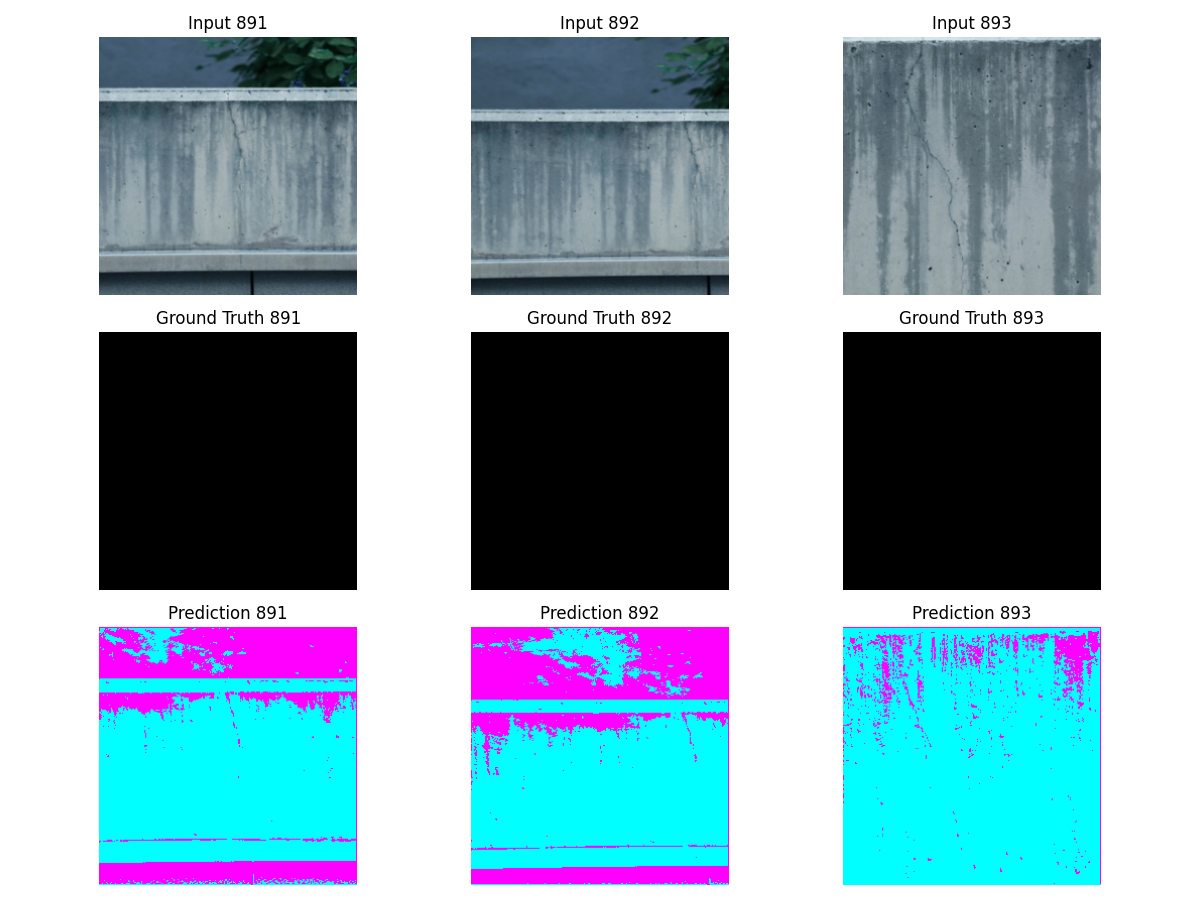 Input 891
Input 892
Input 893
Ground Truth 891
Ground Truth 892
Ground Truth 893
Prediction 891
Prediction 892
Prediction 893